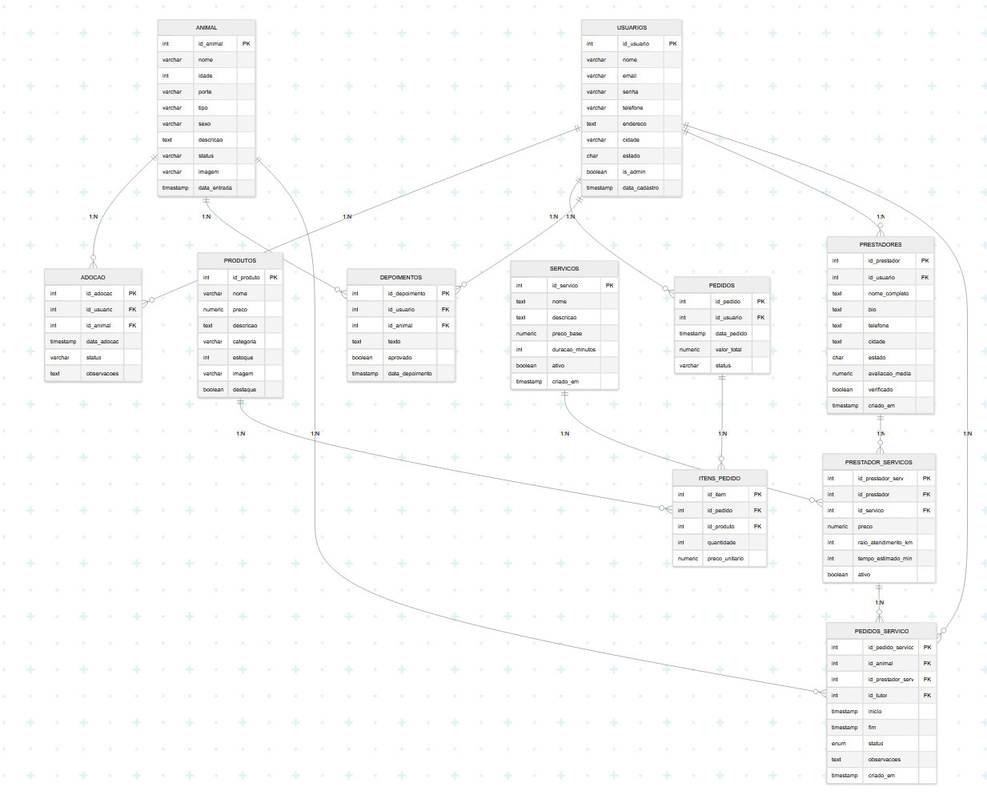 ANIMAL
int id_animal PK
varchar nome
int idade
varchar porte
varchar tipo
varchar sexo
text descricao
varchar status
varchar imagem
timestamp data_entrada
USUARIOS
int id_usuario PK
varchar nome
varchar email
varchar senha
varchar telefone
text endereco
varchar cidade
char estado
boolean is_admin
timestamp data_cadastro
1:N
1:N
1:N
1:N
1:N
1:N
ADOCAO
int id_adocac PK
int id_usuaric FK
int id_animal FK
timestamp data_adocac
varchar status
text observacoes
PRODUTOS
int id_produto PK
varchar nome
numeric preco
text descricao
varchar categoria
int estoque
varchar imagem
boolean destaque
DEPOIMENTOS
int id_depoimento PK
int id_usuario FK
int id_animal FK
text texto
boolean aprovado
timestamp data_depoimento
SERVICOS
int id_servico PK
text nome
text descricao
numeric preco_base
int duracao_minutos
boolean ativo
timestamp criado_em
PEDIDOS
int id_pedido PK
int id_usuario FK
timestamp data_pedido
numeric valor_total
varchar status
PRESTADORES
int id_prestador PK
int id_usuario FK
text nome_completo
text bio
text telefone
text cidade
char estado
numeric avaliacao_media
boolean verificado
timestamp criado_em
1:N
1:N
1:N
1:N
1:N
1:N
ITENS_PEDIDO
int id_item PK
int id_pedido FK
int id_produto FK
int quantidade
numeric preco_unitario
PRESTADOR_SERVICOS
int id_prestador_serv PK
int id_prestador FK
int id_servico FK
numeric preco
int raio_atendimento_km
int tempo_estimado_min
boolean ativo
1:N
PEDIDOS_SERVICO
int id_pedido_servicc PK
int id_animal FK
int id_prestador_serv FK
int id_tutor FK
timestamp inicio
timestamp fim
enum status
text observacoes
timestamp criado_em